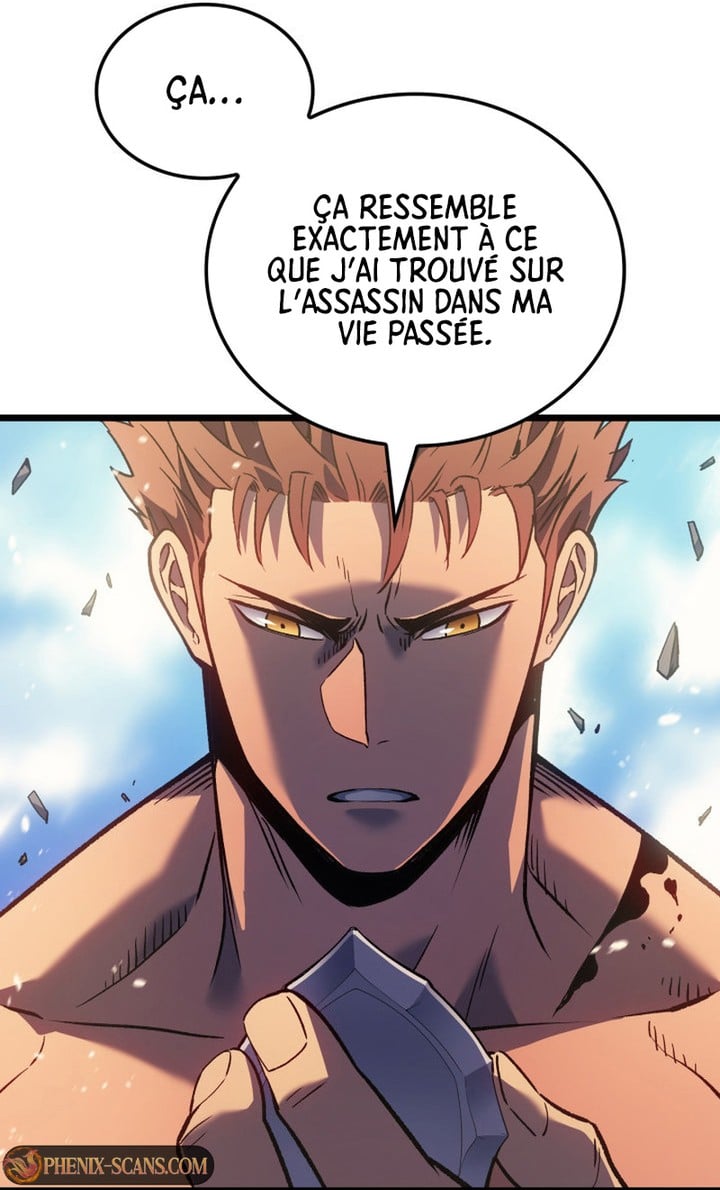 ÇA...
ÇA RESSEMBLE
EXACTEMENT À CE
QUE J'AI TROUVÉ SUR
L'ASSASSIN DANS MA
VIE PASSÉE.
PHENIX-SCANS.COM